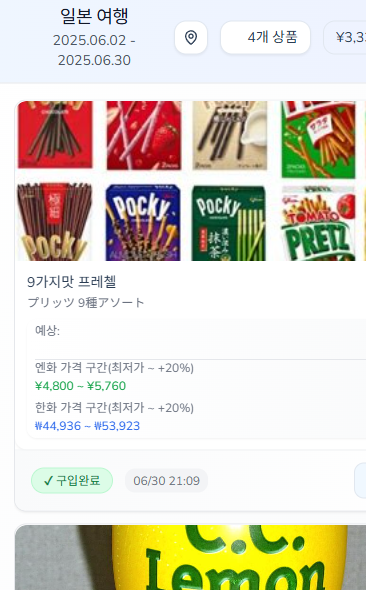 일본 여행
2025.06.02 -
2025.06.30
4개 상품
¥3,3
2PACKS
POCKY
極細
Pocky
Pocky
抹茶
TOMATO
PRETZ
9가지맛 프레첼
プリッツ 9種アソート
예상:
엔화 가격 구간(최저가 ~ +20%)
¥4,800 ~ ¥5,760
한화 가격 구간(최저가 ~ +20%)
₩44,936 ~ ₩53,923
✓ 구입완료
06/30 21:09
C.C.
Lemon